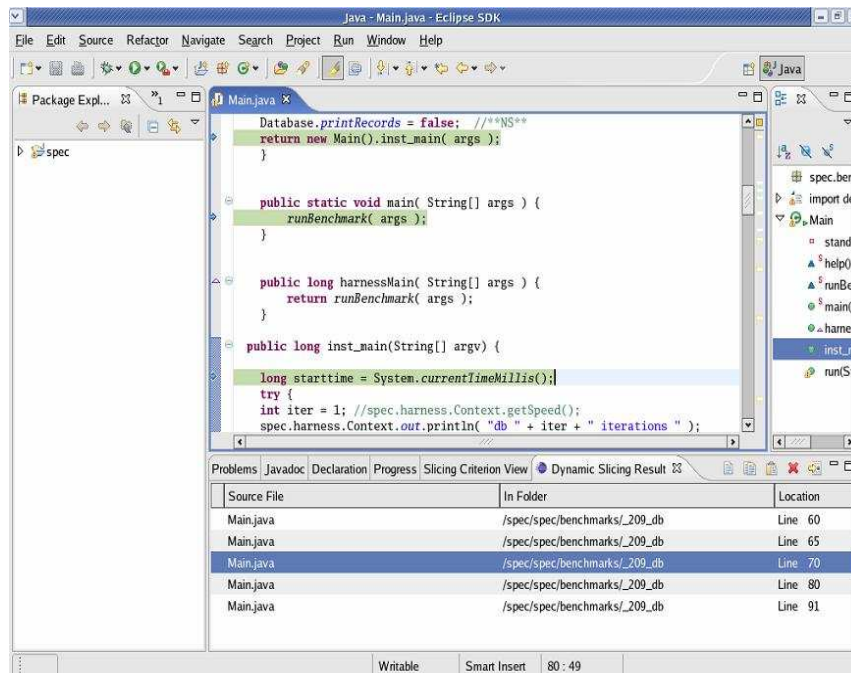 Java - Main.java - Eclipse SDK
File Edit Source Refactor Navigate Search Project Run Window Help
Java
Package Expl...
»1
Main.java
spec
Database.printRecords = false; //**NS**
return new Main().inst_main( args );
}
public static void main( String[] args ) {
runBenchmark( args );
}
public long harnessMain( String[] args ) {
return runBenchmark( args );
}
public long inst_main(String[] argv) {
long starttime = System.currentTimeMillis();
try {
int iter = 1; //spec.harness.Context.getSpeed();
spec.harness.Context.out.println( "db " + iter + " iterations " );
spec.ben
import de
Main
stand
help()
runBe
main(
harne
inst_m
run(S
Problems Javadoc Declaration Progress Slicing Criterion View Dynamic Slicing Result
Source File In Folder Location
Main.java /spec/spec/benchmarks/_209_db Line 60
Main.java /spec/spec/benchmarks/_209_db Line 65
Main.java /spec/spec/benchmarks/_209_db Line 70
Main.java /spec/spec/benchmarks/_209_db Line 80
Main.java /spec/spec/benchmarks/_209_db Line 91
Writable Smart Insert 80 : 49